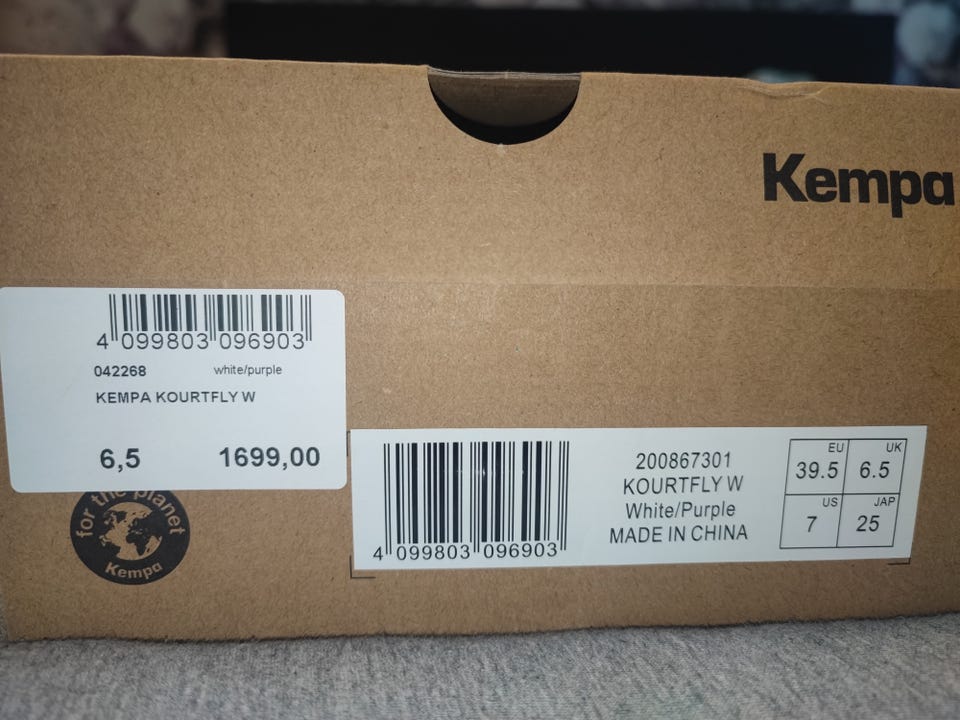 Kempa
4 099803 096903
042268 white/purple
KEMPA KOURTFLY W
6,5 1699,00
for the planet
Kempa
4 099803 096903
200867301
KOURTFLY W
White/Purple
MADE IN CHINA
EU UK
39.5 6.5
US JAP
7 25